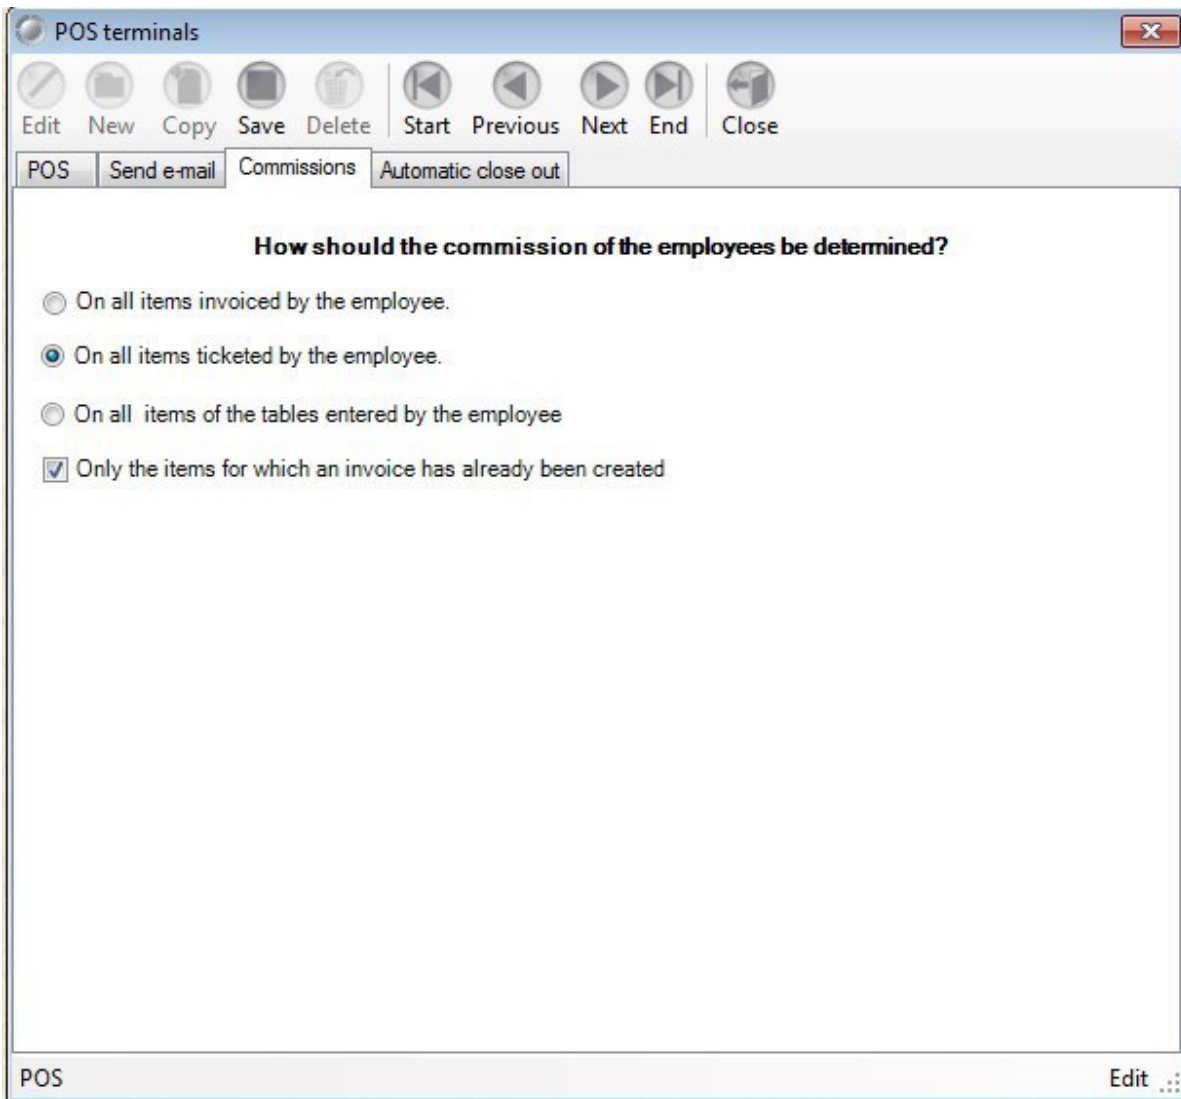 POS terminals
Edit New Copy Save Delete Start Previous Next End Close
POS Send e-mail Commissions Automatic close out
How should the commission of the employees be determined?
On all items invoiced by the employee.
On all items ticketed by the employee.
On all items of the tables entered by the employee
Only the items for which an invoice has already been created
POS Edit